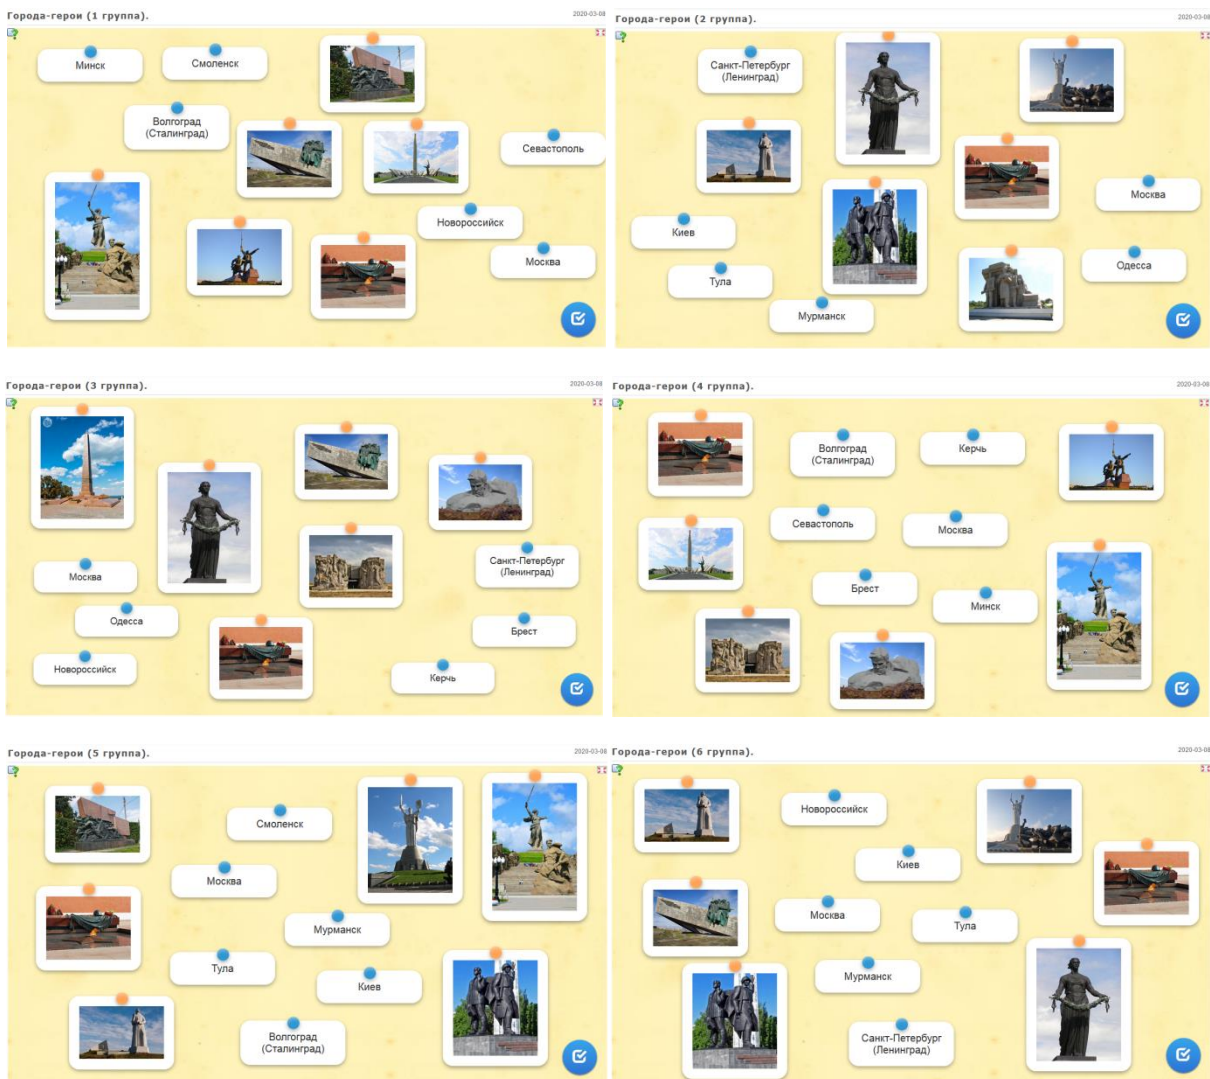 Города-герои (1 группа).
2020-03-08
Минск
Смоленск
Волгоград
(Сталинград)
Севастополь
Новороссийск
Москва
Города-герои (2 группа).
2020-03-08
Санкт-Петербург
(Ленинград)
Москва
Киев
Одесса
Тула
Мурманск
Города-герои (3 группа).
2020-03-08
Санкт-Петербург
(Ленинград)
Москва
Одесса
Брест
Новороссийск
Керчь
Города-герои (4 группа).
2020-03-08
Волгоград
(Сталинград)
Керчь
Севастополь
Москва
Брест
Минск
Города-герои (5 группа).
2020-03-08
Смоленск
Москва
Мурманск
Тула
Киев
Волгоград
(Сталинград)
Города-герои (6 группа).
2020-03-08
Новороссийск
Киев
Москва
Тула
Мурманск
Санкт-Петербург
(Ленинград)